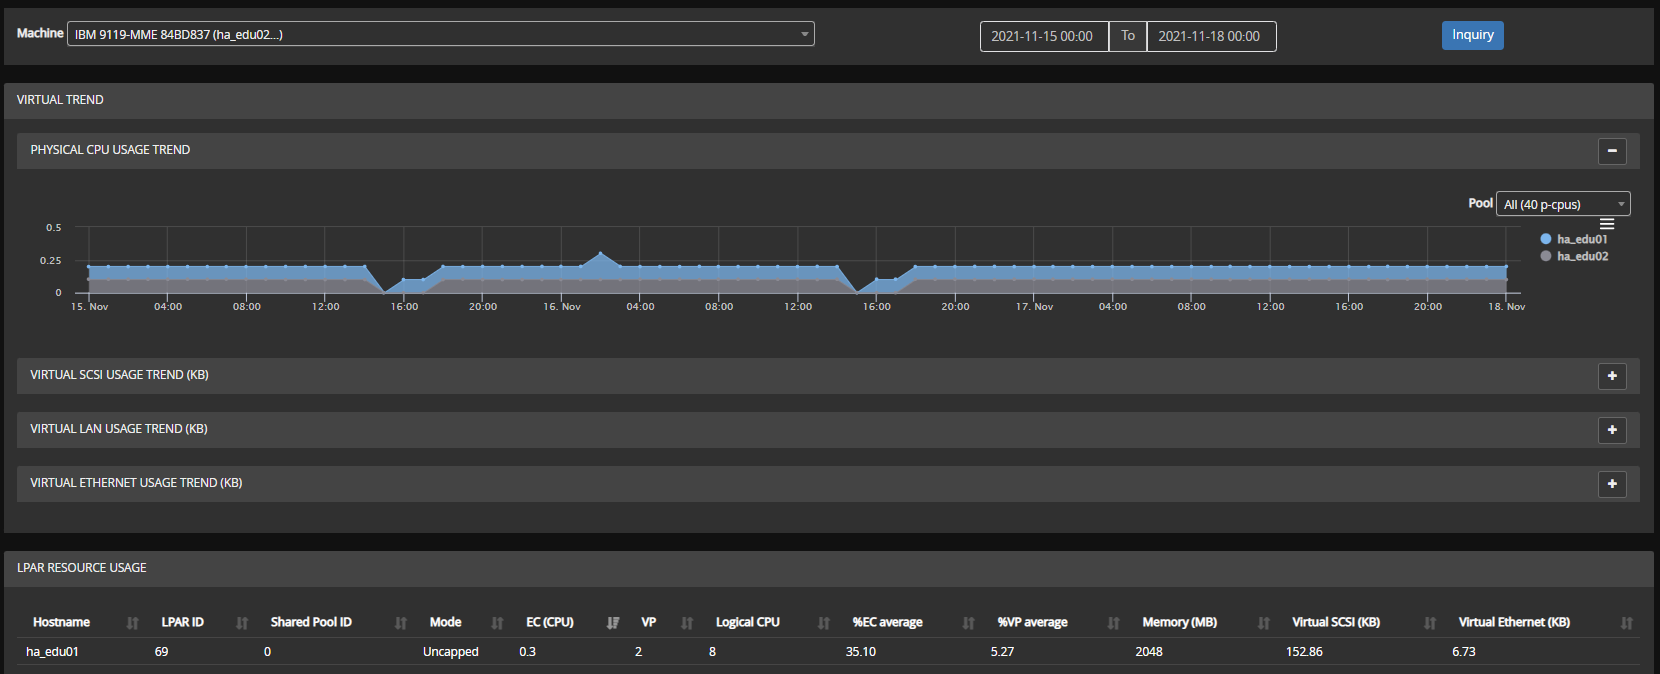 Machine IBM 9119-MME 84BD837 (ha_edu02...) 2021-11-15 00:00 To 2021-11-18 00:00 Inquiry
VIRTUAL TREND
PHYSICAL CPU USAGE TREND
Pool All (40 p-cpus)
0.5
0.25
0
ha_edu01
ha_edu02
15. Nov 04:00 08:00 12:00 16:00 20:00 16. Nov 04:00 08:00 12:00 16:00 20:00 17. Nov 04:00 08:00 12:00 16:00 20:00 18. Nov
VIRTUAL SCSI USAGE TREND (KB)
VIRTUAL LAN USAGE TREND (KB)
VIRTUAL ETHERNET USAGE TREND (KB)
LPAR RESOURCE USAGE
Hostname LPAR ID Shared Pool ID Mode EC (CPU) VP Logical CPU %EC average %VP average Memory (MB) Virtual SCSI (KB) Virtual Ethernet (KB)
ha_edu01 69 0 Uncapped 0.3 2 8 35.10 5.27 2048 152.86 6.73